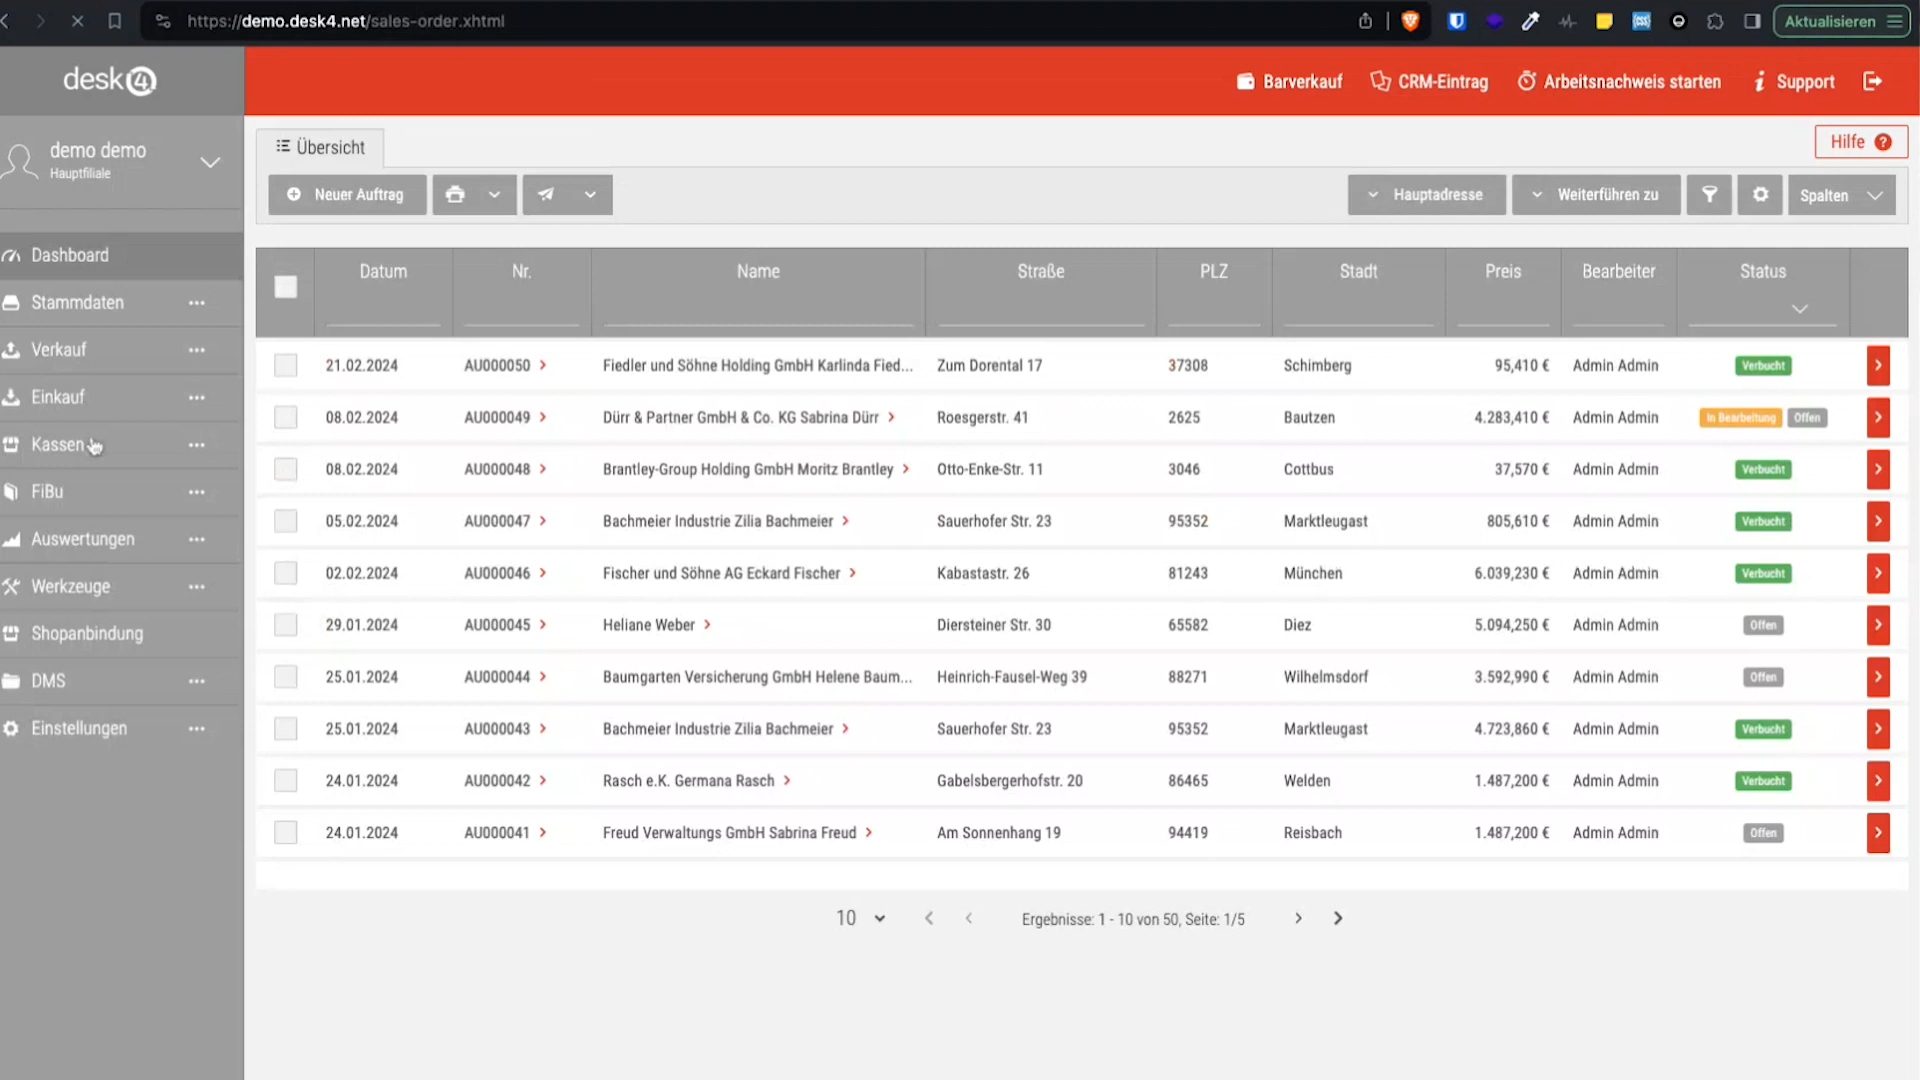 https://demo.desk4.net/sales-order.xhtml
Aktualisieren
desk4
Barverkauf
CRM-Eintrag
Arbeitsnachweis starten
Support
demo demo
Hauptfiliale
Übersicht
Hilfe
Neuer Auftrag
Hauptadresse
Weiterführen zu
Spalten
Dashboard
Stammdaten
Verkauf
Einkauf
Kassen
FiBu
Auswertungen
Werkzeuge
Shopanbindung
DMS
Einstellungen
Datum Nr. Name Straße PLZ Stadt Preis Bearbeiter Status
21.02.2024 AU000050 Fiedler und Söhne Holding GmbH Karlinda Fied... Zum Dorental 17 37308 Schimberg 95,410 € Admin Admin Verbucht
08.02.2024 AU000049 Dürr & Partner GmbH & Co. KG Sabrina Dürr Roesgerstr. 41 2625 Bautzen 4.283,410 € Admin Admin In Bearbeitung Offen
08.02.2024 AU000048 Brantley-Group Holding GmbH Moritz Brantley Otto-Enke-Str. 11 3046 Cottbus 37,570 € Admin Admin Verbucht
05.02.2024 AU000047 Bachmeier Industrie Zilia Bachmeier Sauerhofer Str. 23 95352 Marktleugast 805,610 € Admin Admin Verbucht
02.02.2024 AU000046 Fischer und Söhne AG Eckard Fischer Kabastastr. 26 81243 München 6.039,230 € Admin Admin Verbucht
29.01.2024 AU000045 Heliane Weber Diersteiner Str. 30 65582 Diez 5.094,250 € Admin Admin Offen
25.01.2024 AU000044 Baumgarten Versicherung GmbH Helene Baum... Heinrich-Fausel-Weg 39 88271 Wilhelmsdorf 3.592,990 € Admin Admin Offen
25.01.2024 AU000043 Bachmeier Industrie Zilia Bachmeier Sauerhofer Str. 23 95352 Marktleugast 4.723,860 € Admin Admin Verbucht
24.01.2024 AU000042 Rasch e.K. Germana Rasch Gabelsbergerhofstr. 20 86465 Welden 1.487,200 € Admin Admin Verbucht
24.01.2024 AU000041 Freud Verwaltungs GmbH Sabrina Freud Am Sonnenhang 19 94419 Reisbach 1.487,200 € Admin Admin Offen
10 Ergebnisse: 1 - 10 von 50, Seite: 1/5